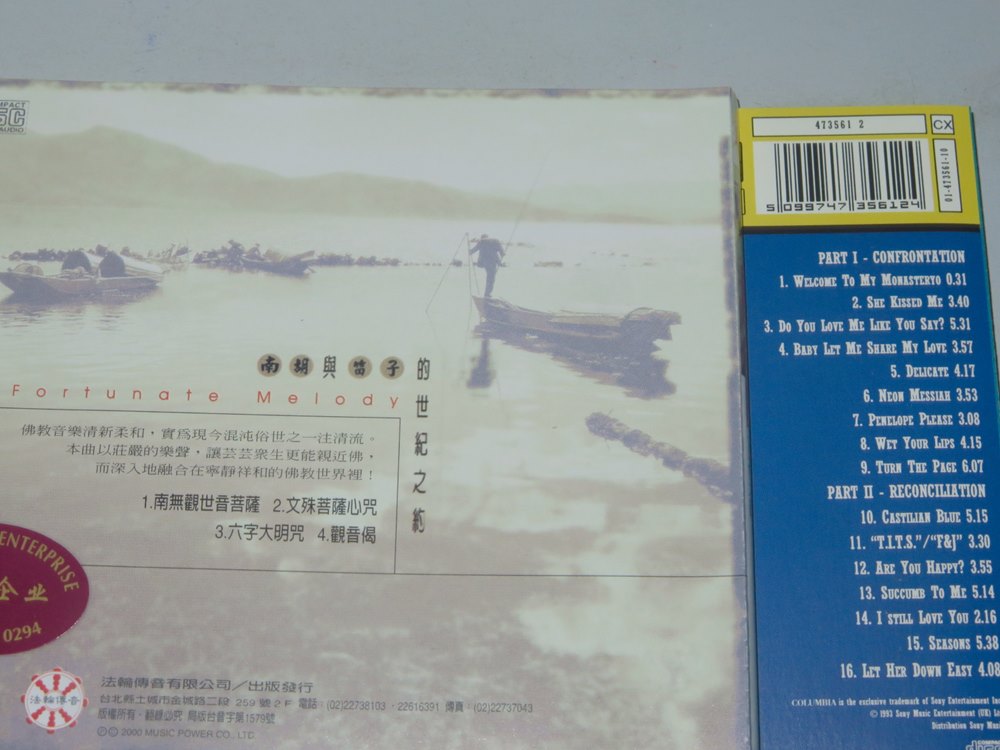 COMPACT
DISC
AUDIO
南胡與笛子的世紀之約
Fortunate Melody
佛教音樂清新柔和，實為現今混沌俗世之一注清流。
本曲以莊嚴的樂聲，讓芸芸眾生更能親近佛，
而深入地融合在寧靜祥和的佛教世界裡！
1.南無觀世音菩薩 2.文殊菩薩心咒
3.六字大明咒 4.觀音偈
ENTERPRISE
企业
0294
法輪傳音
法輪傳音有限公司／出版發行
台北縣土城市金城路二段 259 號 2 F 電話：(02)22738103．22616391 傳真：(02)22737043
版權所有．翻錄必究 局版台音字第1579號
Ⓟ © 2000 MUSIC POWER CO., LTD
473561 2
CX
5 099747 356124
01-473561-10
PART I - CONFRONTATION
1. Welcome To My Monasteryo 0.31
2. She Kissed Me 3.40
3. Do You Love Me Like You Say? 5.31
4. Baby Let Me Share My Love 3.57
5. Delicate 4.17
6. Neon Messiah 3.53
7. Penelope Please 3.08
8. Wet Your Lips 4.15
9. Turn The Page 6.07
PART II - RECONCILIATION
10. Castilian Blue 5.15
11. "T.I.T.S."/"F&J" 3.30
12. Are You Happy? 3.55
13. Succumb To Me 5.14
14. I still Love You 2.16
15. Seasons 5.38
16. Let Her Down Easy 4.08
COLUMBIA is the exclusive trademark of Sony Entertainment Inc
© 1993 Sony Music Entertainment (UK) Lt
Distribution Sony Mus